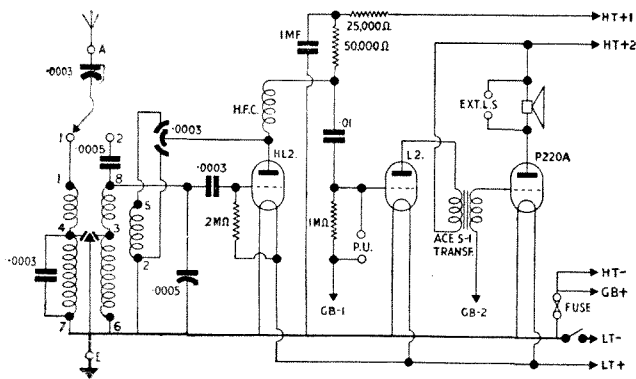 HT+1
25,000Ω
1MF
50,000Ω
HT+2
A
·0003
H.F.C.
EXT.L.S
1
2
·0005
·0003
·01
HL2.
L2.
P220A
1
8
·0003
5
4
3
2MΩ
1MΩ
P.U.
ACE S-1
TRANSF.
·0003
2
·0005
GB-1
GB-2
HT-
GB+
FUSE
7
6
E
LT-
LT+